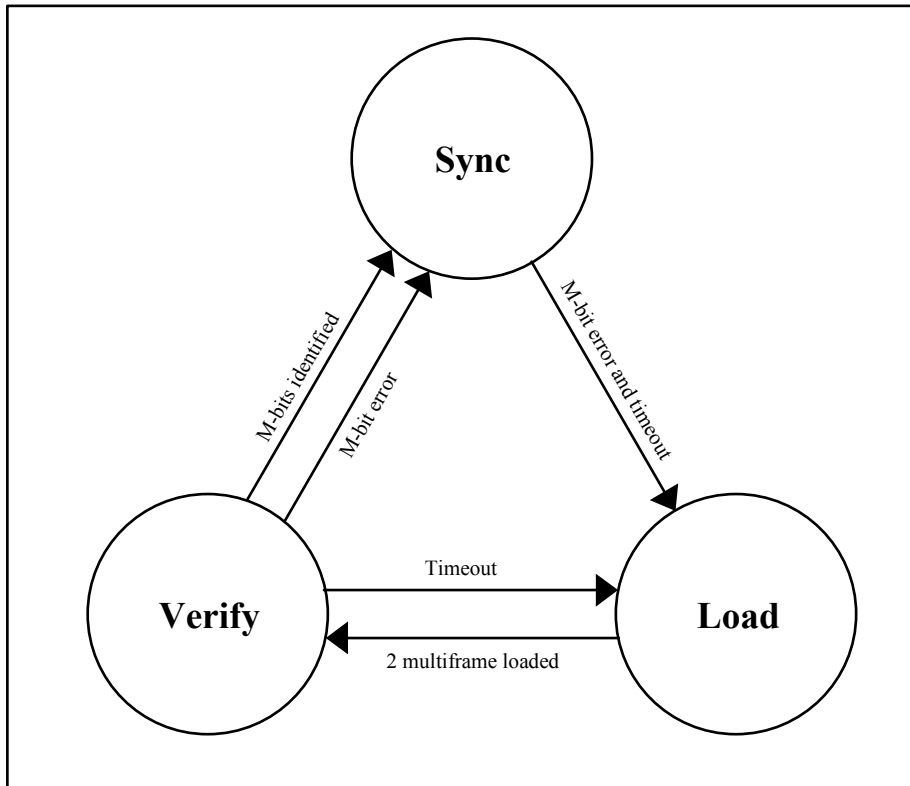 Sync
M-bits identified
M-bit error
M-bit error and timeout
Timeout
Verify
Load
2 multiframe loaded